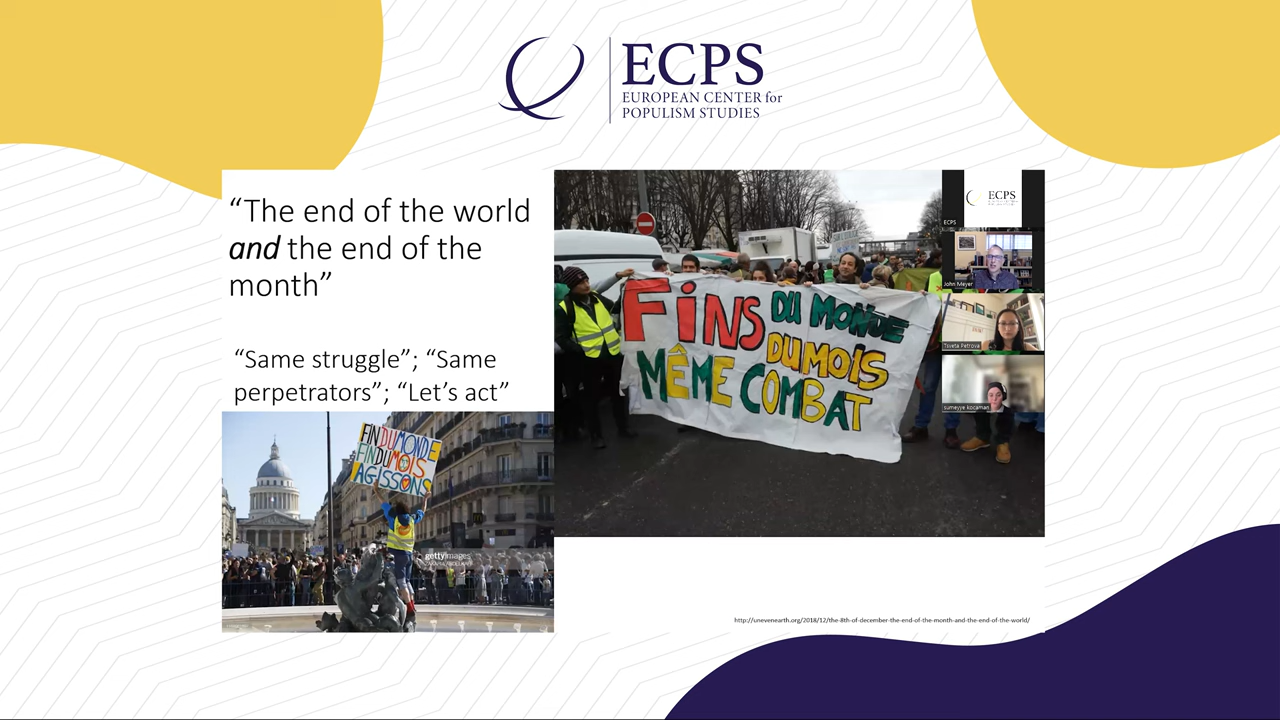 ECPS
EUROPEAN CENTER for
POPULISM STUDIES
“The end of the world
and the end of the
month”
“Same struggle”; “Same
perpetrators”; “Let’s act”
FIN DU MONDE
FIN DU MOIS
AGISSONS
gettyimages
FINS DU MONDE
DU MOIS
MÊME COMBAT
ECPS
ECPS
John Meyer
Tsveta Petrova
sumeyye kocaman
http://unevenearth.org/2018/12/the-8th-of-december-the-end-of-the-month-and-the-end-of-the-world/